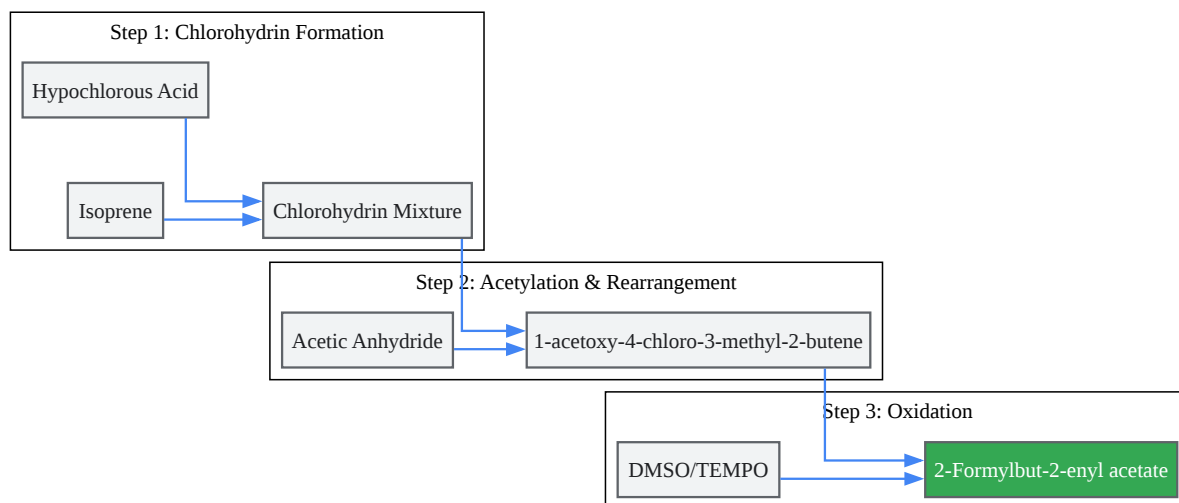 Step 1: Chlorohydrin Formation
Hypochlorous Acid
Isoprene
Chlorohydrin Mixture
Step 2: Acetylation & Rearrangement
Acetic Anhydride
1-acetoxy-4-chloro-3-methyl-2-butene
Step 3: Oxidation
DMSO/TEMPO
2-Formylbut-2-enyl acetate